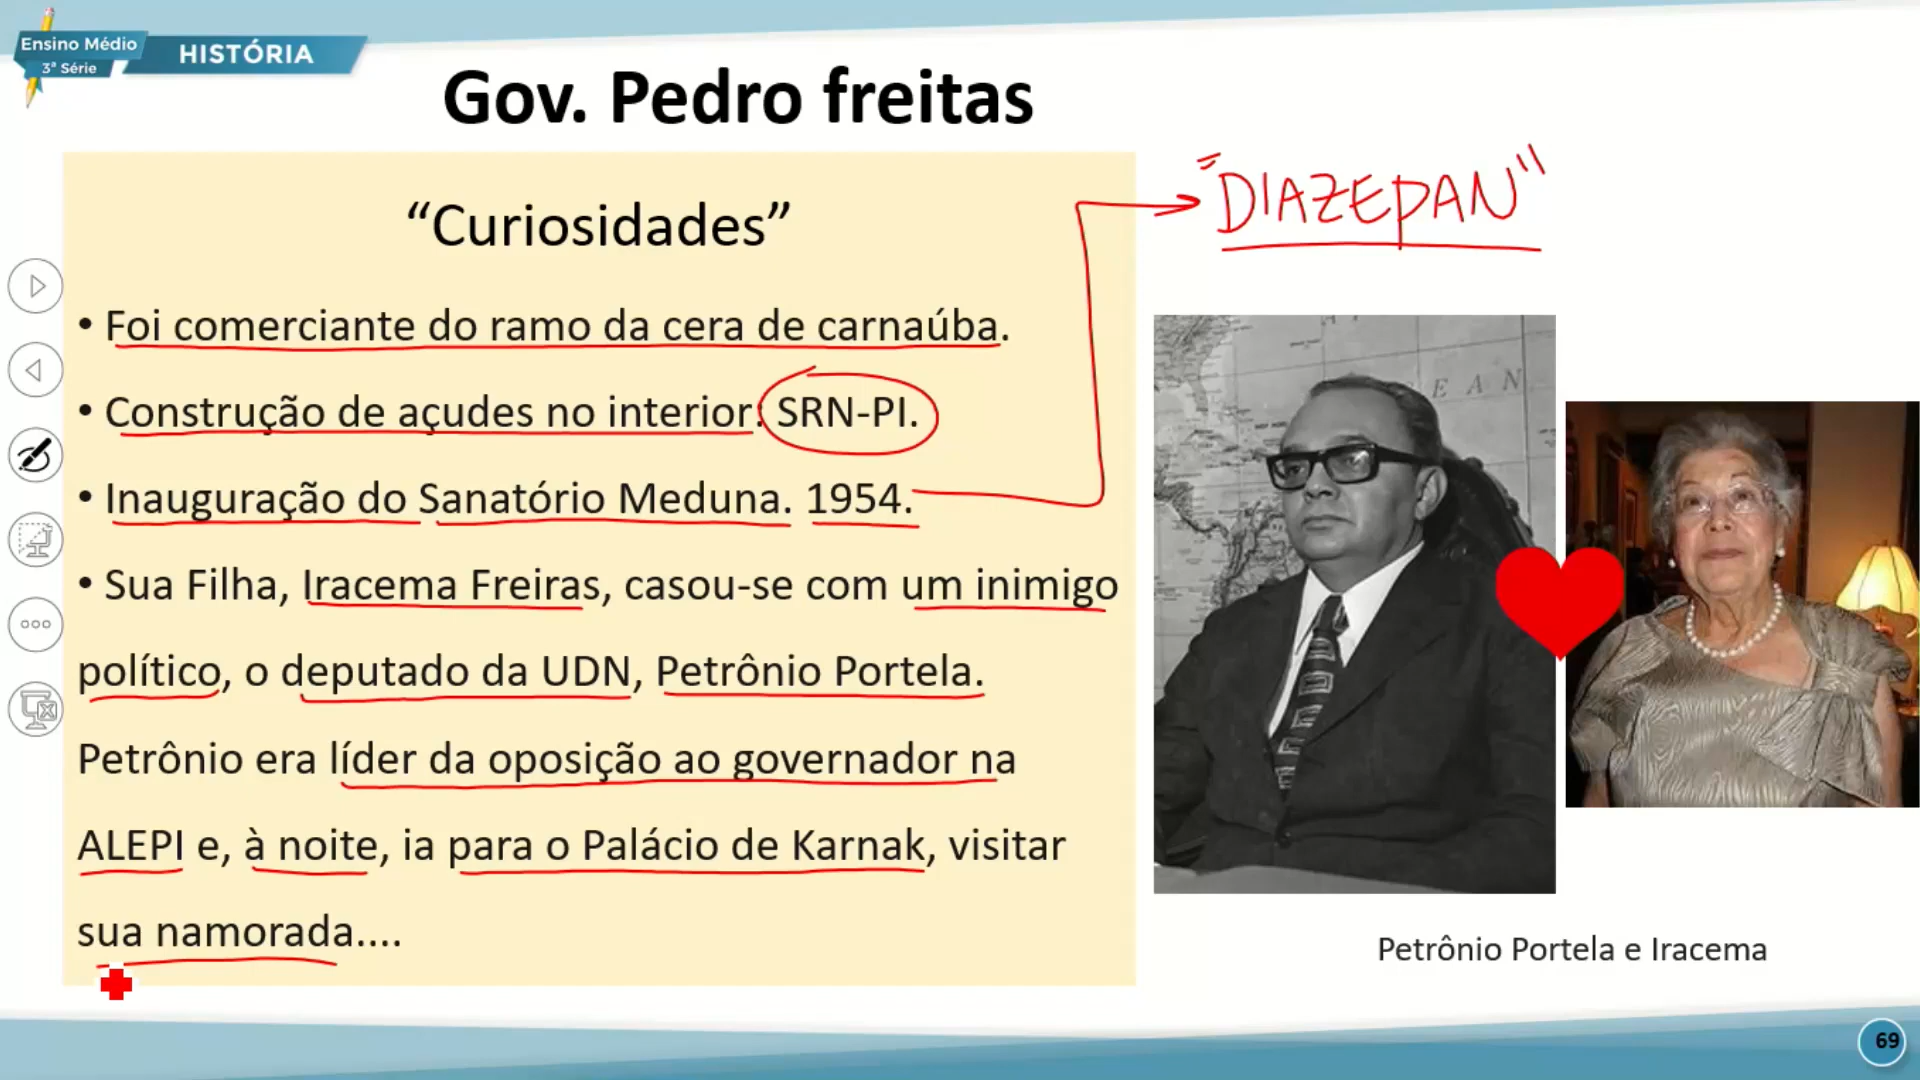 Ensino Médio
3ª Série
HISTÓRIA
Gov. Pedro freitas
"DIAZEPAN"
“Curiosidades”
• Foi comerciante do ramo da cera de carnaúba.
• Construção de açudes no interior: SRN-PI.
• Inauguração do Sanatório Meduna. 1954.
• Sua Filha, Iracema Freiras, casou-se com um inimigo
político, o deputado da UDN, Petrônio Portela.
Petrônio era líder da oposição ao governador na
ALEPI e, à noite, ia para o Palácio de Karnak, visitar
sua namorada....
EAN
Petrônio Portela e Iracema
69